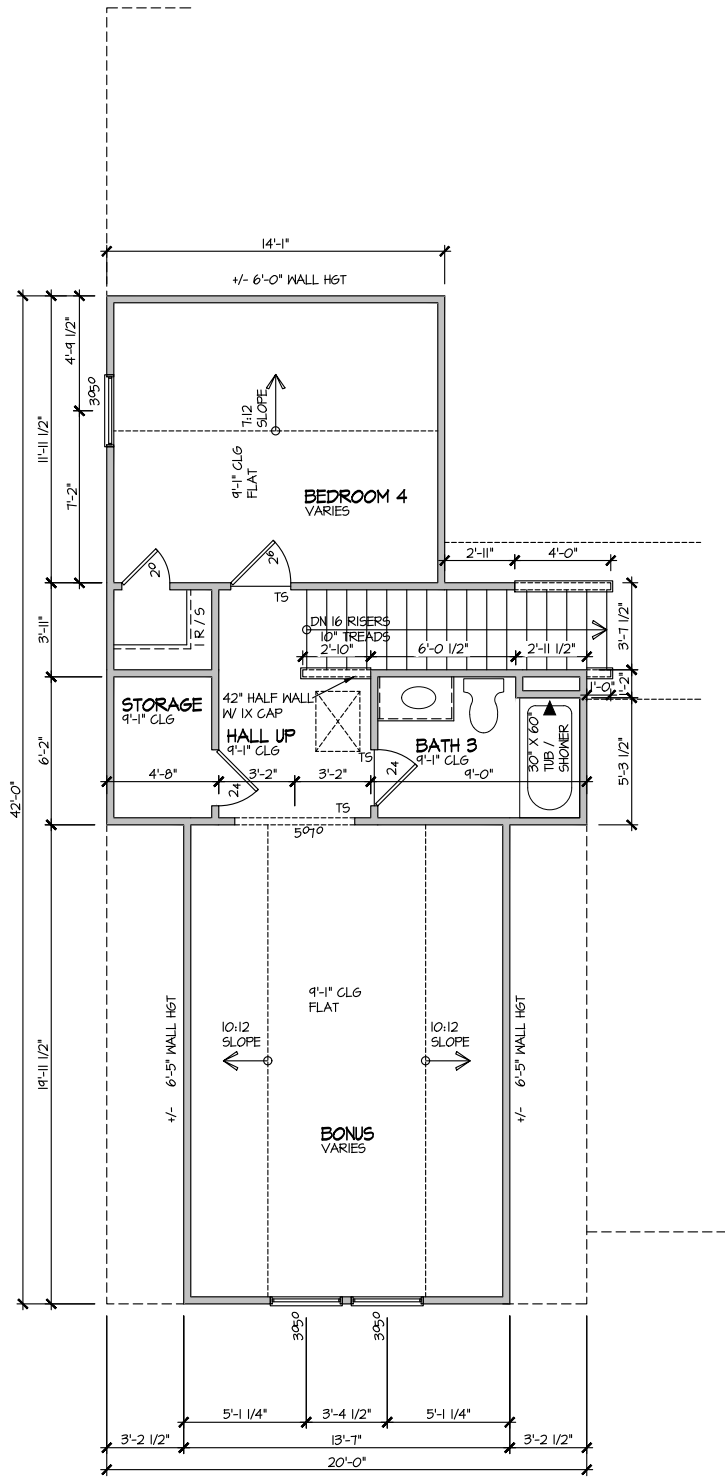 14'-1"
+/- 6'-0" WALL HGT
4'-9 1/2"
3050
11'-11 1/2"
7'-2"
7:12
SLOPE
9'-1" CLG
FLAT
BEDROOM 4
VARIES
2'-11"
4'-0"
20
26
TS
R / S
3'-11"
DN 16 RISERS
10" TREADS
2'-10"
6'-0 1/2"
2'-11 1/2"
3'-7 1/2"
1'-0"
1'-2"
STORAGE
9'-1" CLG
42" HALF WALL
W/ 1X CAP
HALL UP
9'-1" CLG
BATH 3
9'-1" CLG
30" X 60"
TUB /
SHOWER
TS
6'-2"
4'-8"
3'-2"
3'-2"
9'-0"
24
24
5'-3 1/2"
TS
5070
42'-0"
9'-1" CLG
FLAT
10:12
SLOPE
10:12
SLOPE
+/- 6'-5" WALL HGT
+/- 6'-5" WALL HGT
19'-11 1/2"
BONUS
VARIES
3050
3050
5'-1 1/4"
3'-4 1/2"
5'-1 1/4"
3'-2 1/2"
13'-7"
3'-2 1/2"
20'-0"